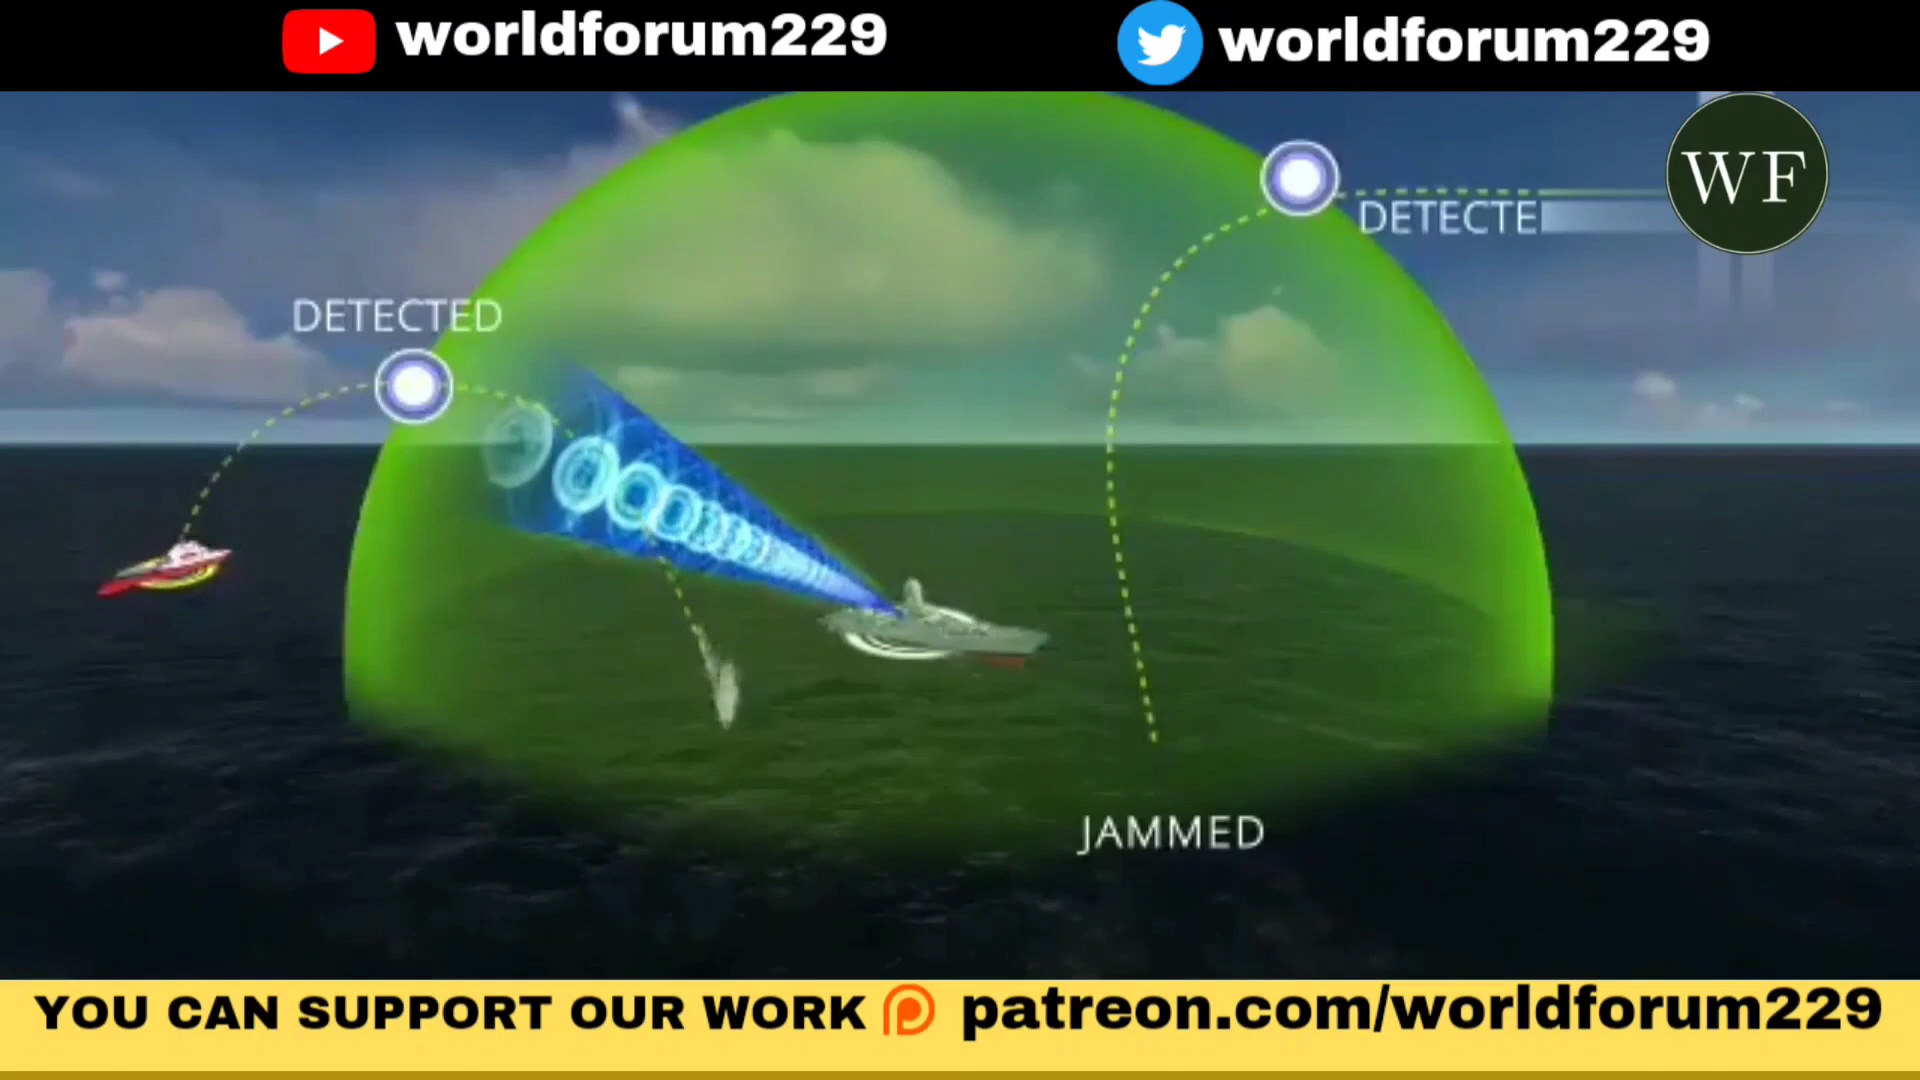 worldforum229
worldforum229
WF
DETECTE
DETECTED
JAMMED
YOU CAN SUPPORT OUR WORK patreon.com/worldforum229